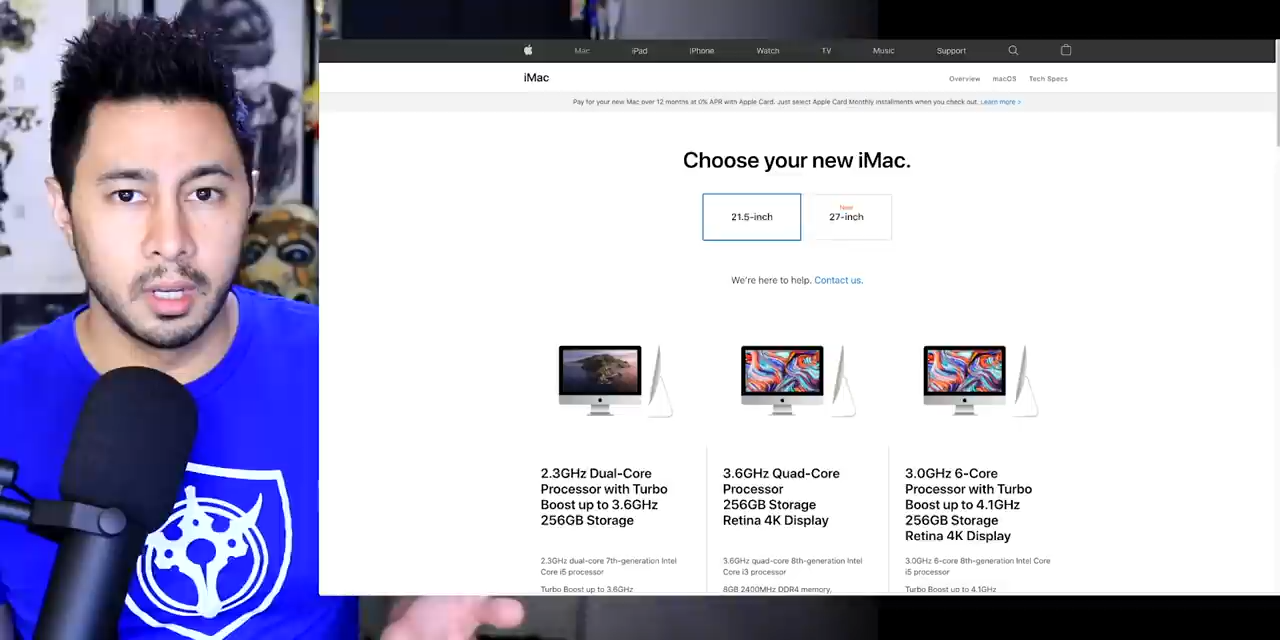 Mac
iPad
iPhone
Watch
TV
Music
Support
iMac
Overview
macOS
Tech Specs
Pay for your new Mac over 12 months at 0% APR with Apple Card. Just select Apple Card Monthly Installments when you check out. Learn more >
Choose your new iMac.
21.5-inch
New
27-inch
We're here to help. Contact us.
2.3GHz Dual-Core
Processor with Turbo
Boost up to 3.6GHz
256GB Storage
2.3GHz dual-core 7th-generation Intel
Core i5 processor
Turbo Boost up to 3.6GHz
3.6GHz Quad-Core
Processor
256GB Storage
Retina 4K Display
3.6GHz quad-core 8th-generation Intel
Core i3 processor
8GB 2400MHz DDR4 memory,
3.0GHz 6-Core
Processor with Turbo
Boost up to 4.1GHz
256GB Storage
Retina 4K Display
3.0GHz 6-core 8th-generation Intel Core
i5 processor
Turbo Boost up to 4.1GHz